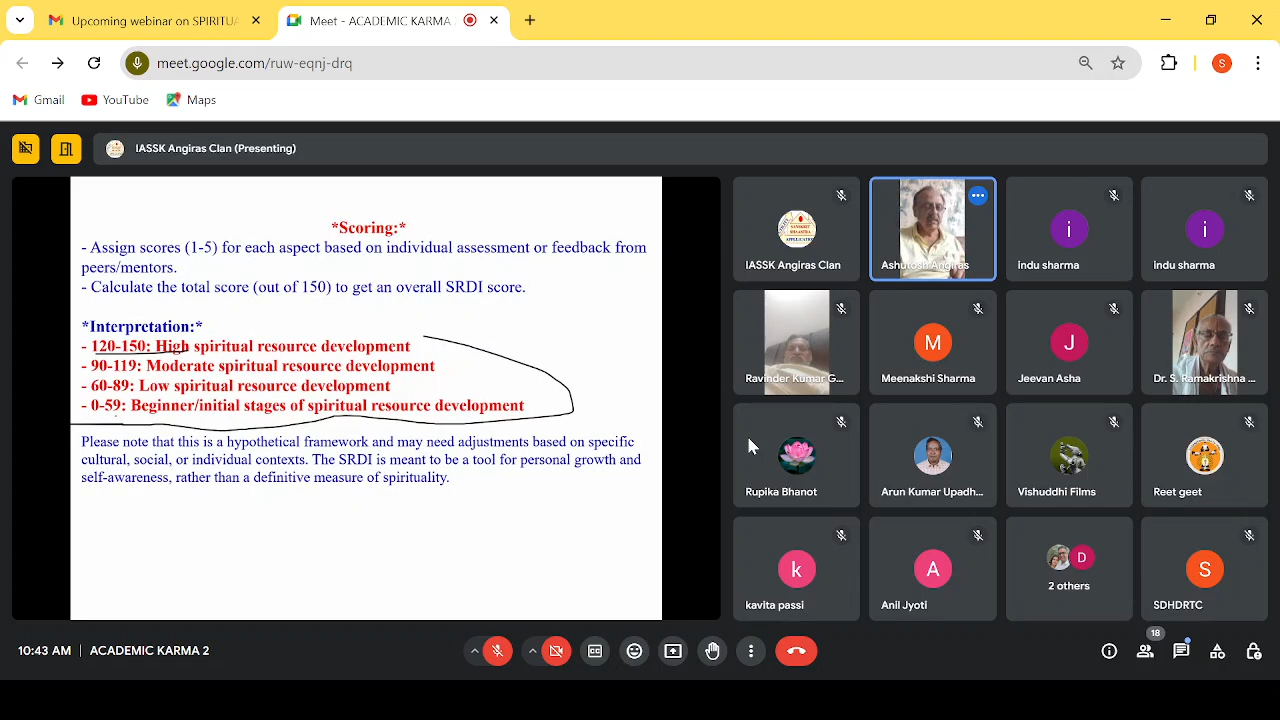 Upcoming webinar on SPIRITUA
Meet - ACADEMIC KARMA
meet.google.com/ruw-eqnj-drq
S
Gmail
YouTube
Maps
IASSK Angiras Clan (Presenting)
*Scoring:*
- Assign scores (1-5) for each aspect based on individual assessment or feedback from
peers/mentors.
- Calculate the total score (out of 150) to get an overall SRDI score.
*Interpretation:*
- 120-150: High spiritual resource development
- 90-119: Moderate spiritual resource development
- 60-89: Low spiritual resource development
- 0-59: Beginner/initial stages of spiritual resource development
Please note that this is a hypothetical framework and may need adjustments based on specific
cultural, social, or individual contexts. The SRDI is meant to be a tool for personal growth and
self-awareness, rather than a definitive measure of spirituality.
IASSK Angiras Clan
Ashutosh Angiras
i
indu sharma
i
indu sharma
Ravinder Kumar G...
M
Meenakshi Sharma
J
Jeevan Asha
Dr. S. Ramakrishna ...
Rupika Bhanot
Arun Kumar Upadh...
Vishuddhi Films
Reet geet
k
kavita passi
A
Anil Jyoti
D
2 others
S
SDHDRTC
10:43 AM | ACADEMIC KARMA 2
18